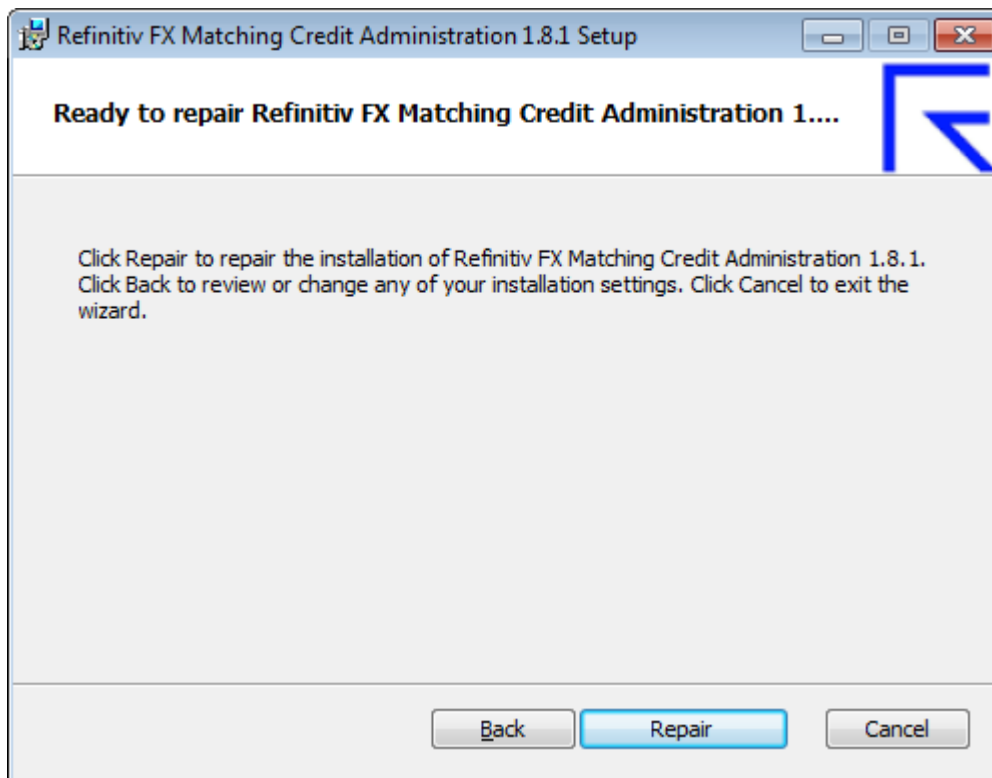 Refinitiv FX Matching Credit Administration 1.8.1 Setup
Ready to repair Refinitiv FX Matching Credit Administration 1....
Click Repair to repair the installation of Refinitiv FX Matching Credit Administration 1.8.1.
Click Back to review or change any of your installation settings. Click Cancel to exit the
wizard.
Back Repair Cancel